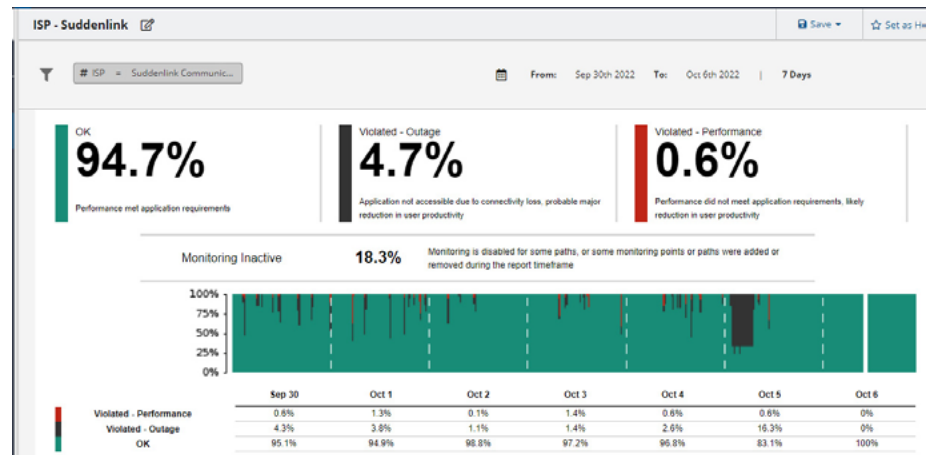 ISP - Suddenlink
Save
Set as H
# ISP = Suddenlink Communic...
From: Sep 30th 2022 To: Oct 6th 2022 | 7 Days
OK
94.7%
Performance met application requirements
Violated - Outage
4.7%
Application not accessible due to connectivity loss, probable major
reduction in user productivity
Violated - Performance
0.6%
Performance did not meet application requirements, likely
reduction in user productivity
Monitoring Inactive 18.3% Monitoring is disabled for some paths, or some monitoring points or paths were added or
removed during the report timeframe
100%
75%
50%
25%
0%
Sep 30 Oct 1 Oct 2 Oct 3 Oct 4 Oct 5 Oct 6
Violated - Performance 0.6% 1.3% 0.1% 1.4% 0.6% 0.6% 0%
Violated - Outage 4.3% 3.8% 1.1% 1.4% 2.6% 16.3% 0%
OK 95.1% 94.9% 98.8% 97.2% 96.8% 83.1% 100%